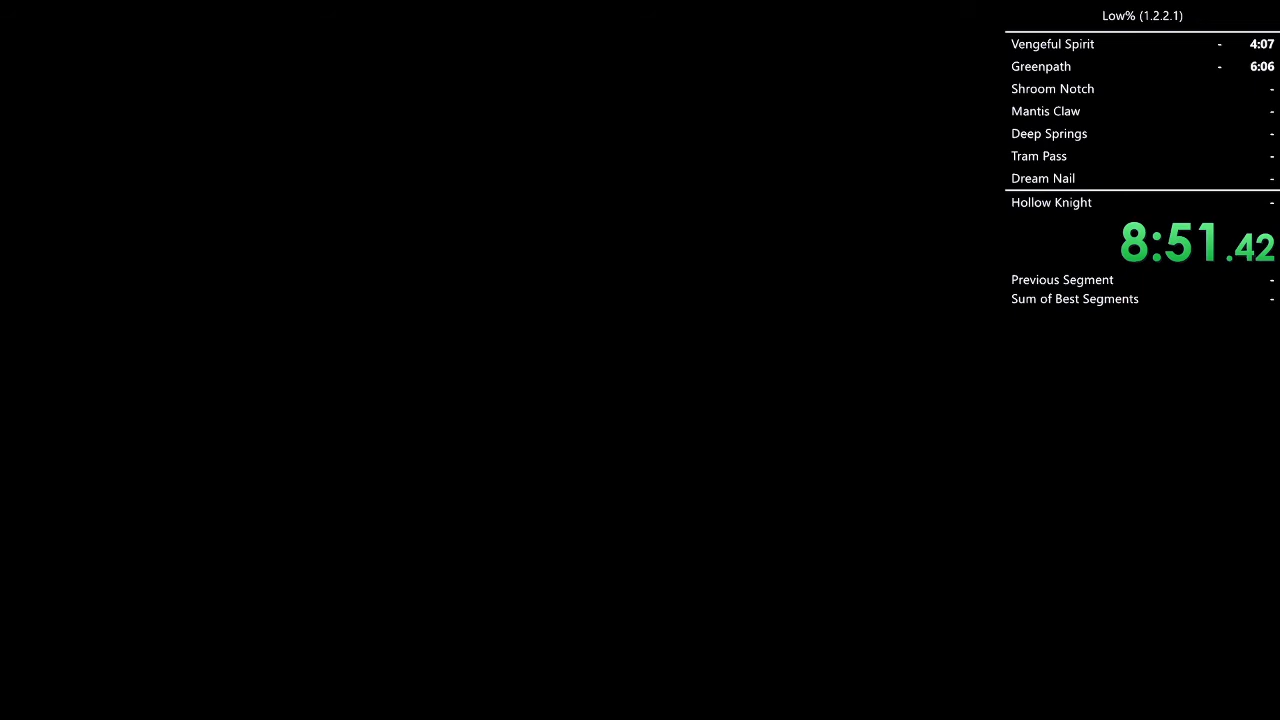 Low% (1.2.2.1)
Vengeful Spirit - 4:07
Greenpath - 6:06
Shroom Notch -
Mantis Claw -
Deep Springs -
Tram Pass -
Dream Nail -
Hollow Knight -
8:51.42
Previous Segment -
Sum of Best Segments -